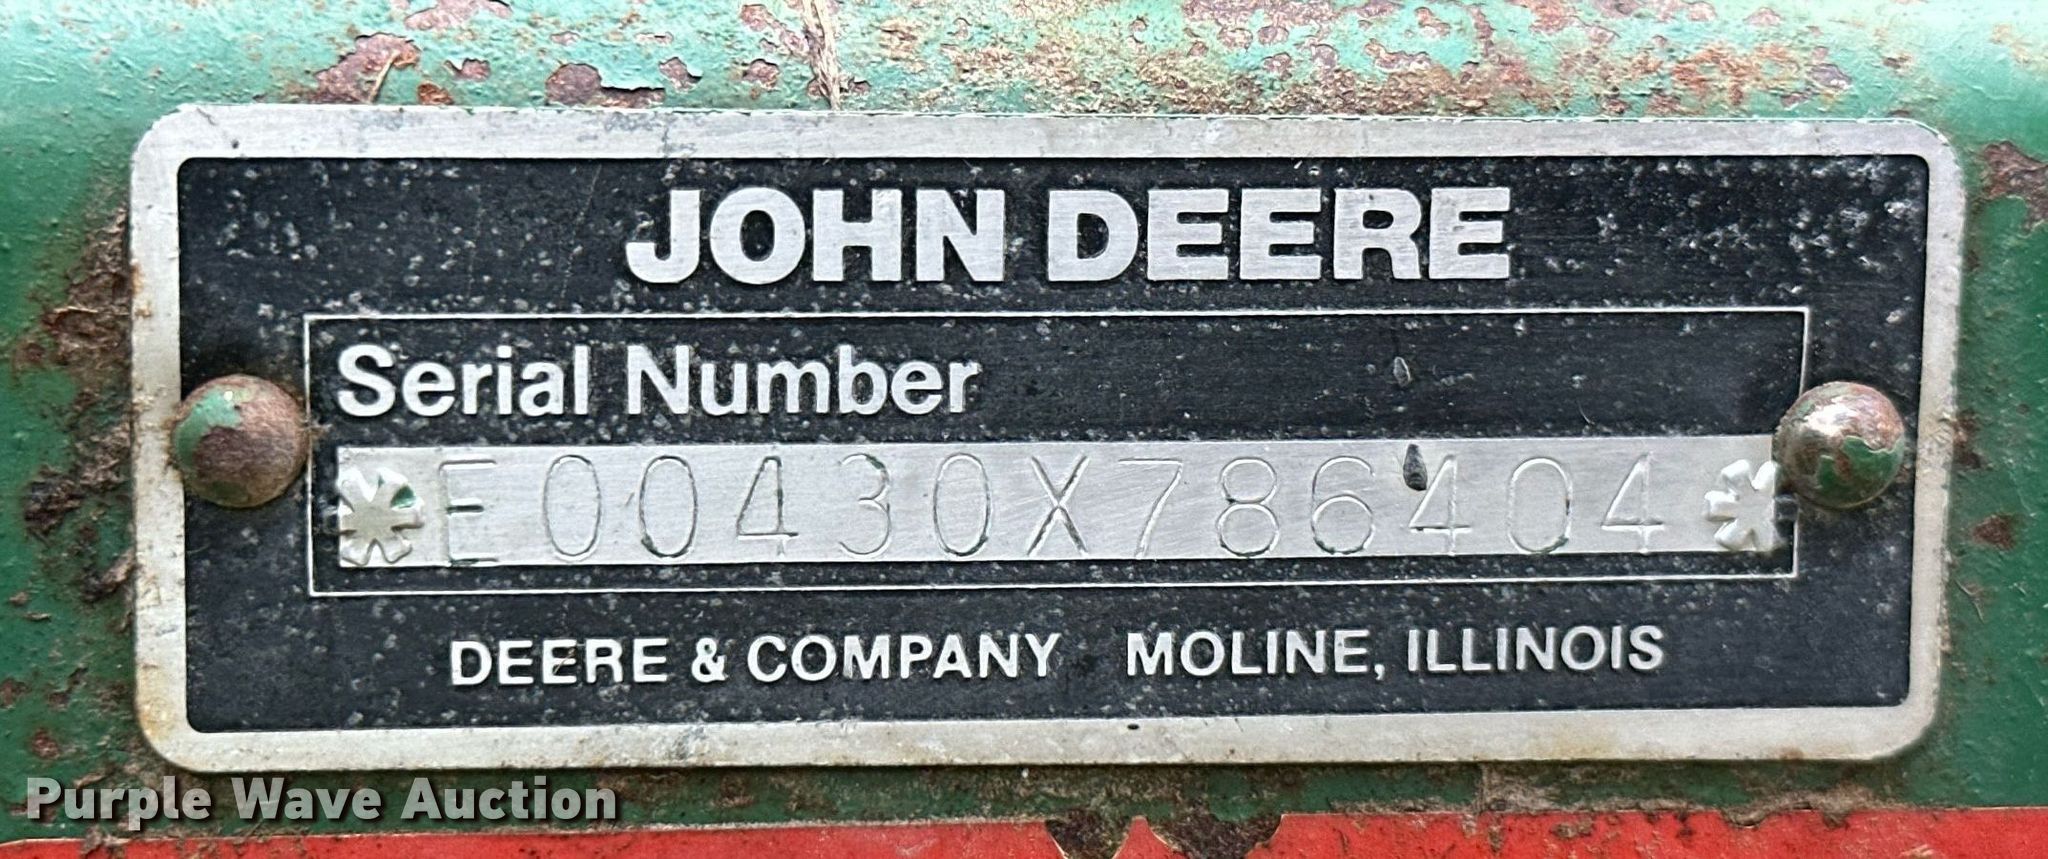 JOHN DEERE
Serial Number
*E00430X786404*
DEERE & COMPANY MOLINE, ILLINOIS
Purple Wave Auction